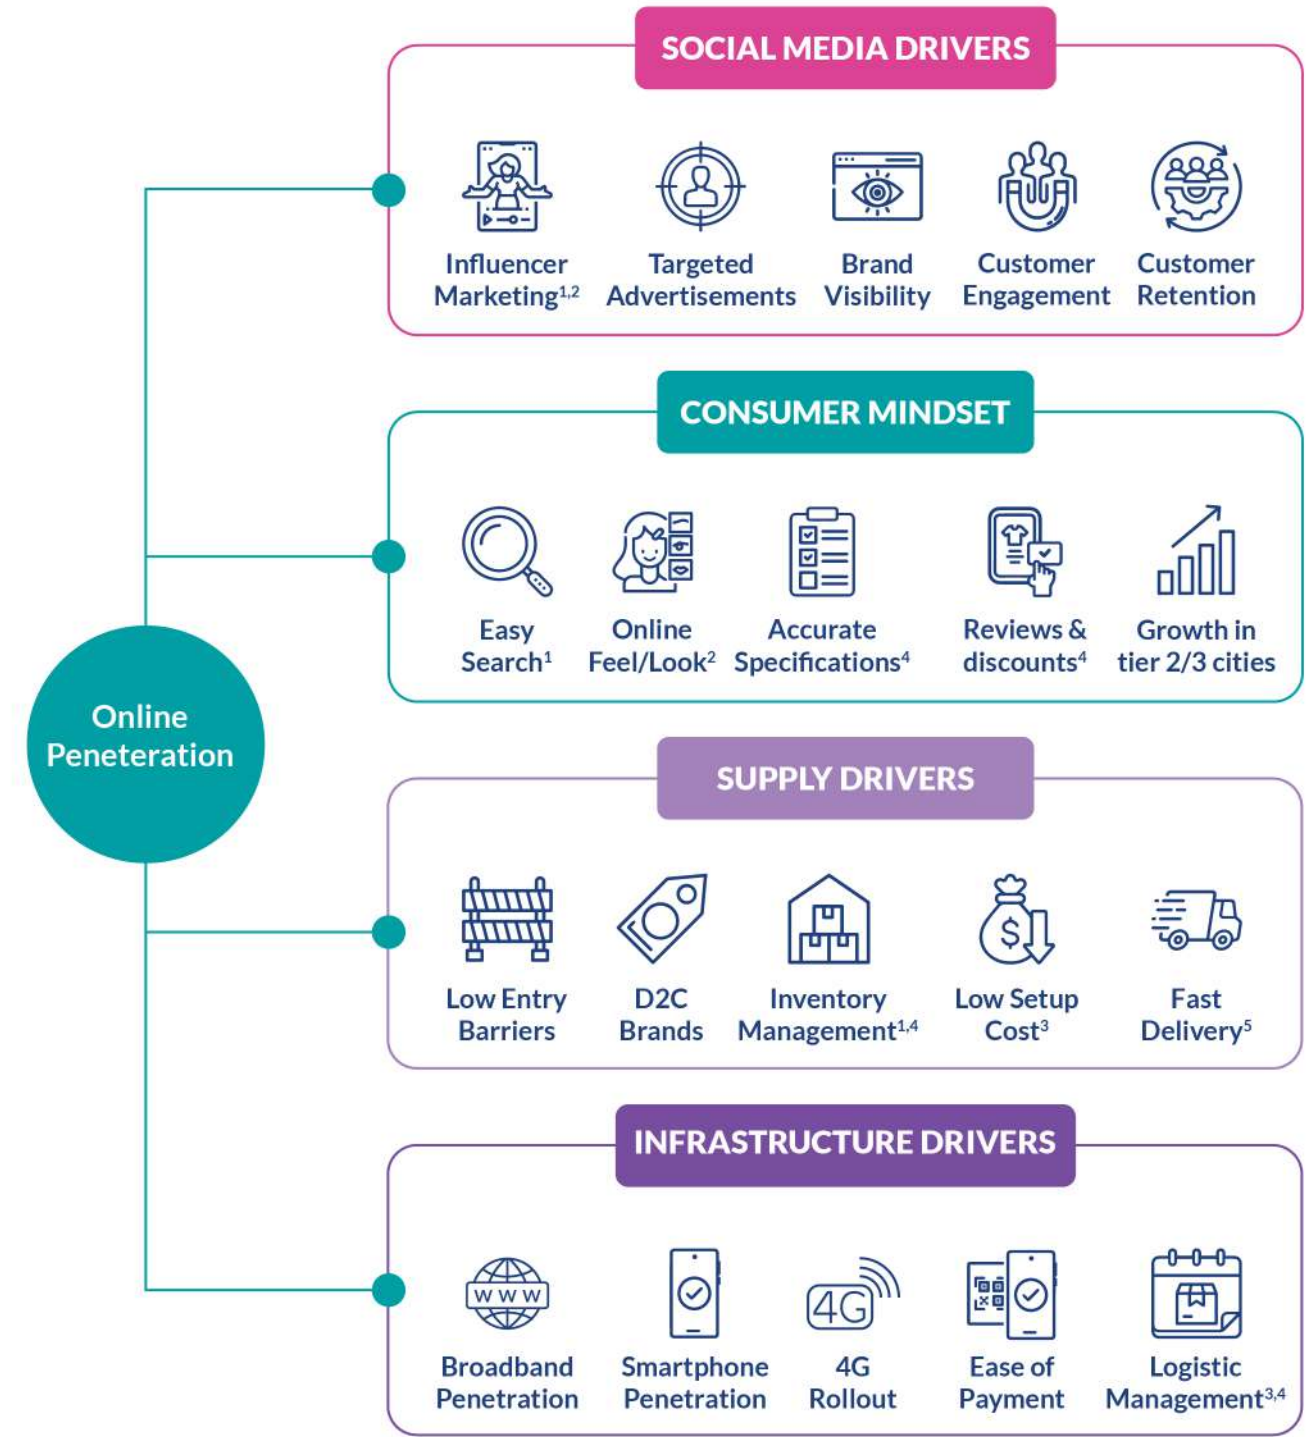 SOCIAL MEDIA DRIVERS
Influencer
Marketing1,2
Targeted
Advertisements
Brand
Visibility
Customer
Engagement
Customer
Retention
CONSUMER MINDSET
Easy
Search1
Online
Feel/Look2
Accurate
Specifications4
Reviews &
discounts4
Growth in
tier 2/3 cities
Online
Peneteration
SUPPLY DRIVERS
Low Entry
Barriers
D2C
Brands
Inventory
Management1,4
$
Low Setup
Cost3
Fast
Delivery5
INFRASTRUCTURE DRIVERS
WWW
Broadband
Penetration
Smartphone
Penetration
4G
4G
Rollout
Ease of
Payment
Logistic
Management3,4